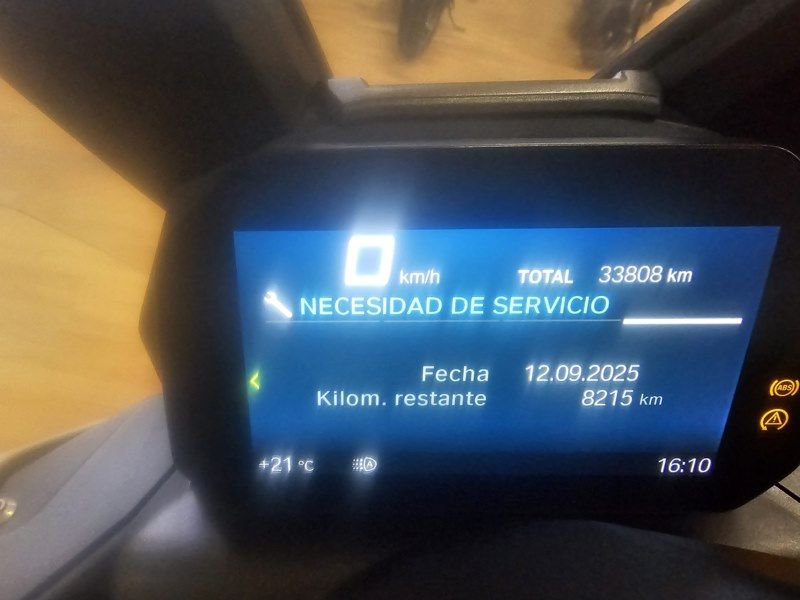 0 km/h TOTAL 33808 km
NECESIDAD DE SERVICIO
Fecha 12.09.2025
Kilom. restante 8215 km
ABS
+21 °C A 16:10